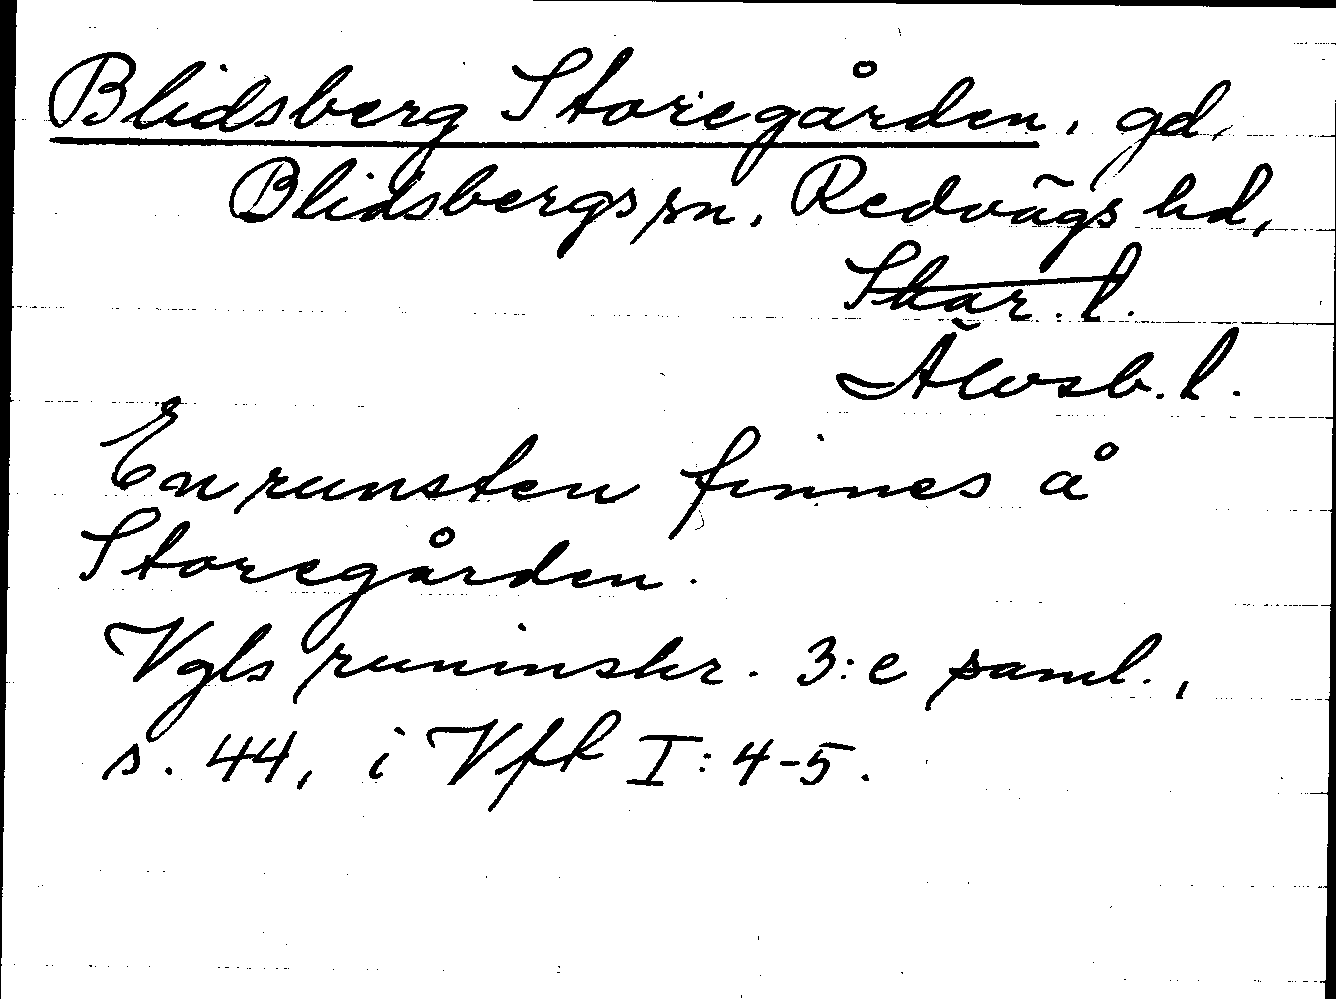 Blidsberg Storegården, gd,
Blidsbergs sn, Redvägs hd,
Skar. l.
Älvsb. l.
En runsten finnes å
Storegården.
Vgls runinskr. 3:e saml.,
s. 44, i Vft I:4-5.